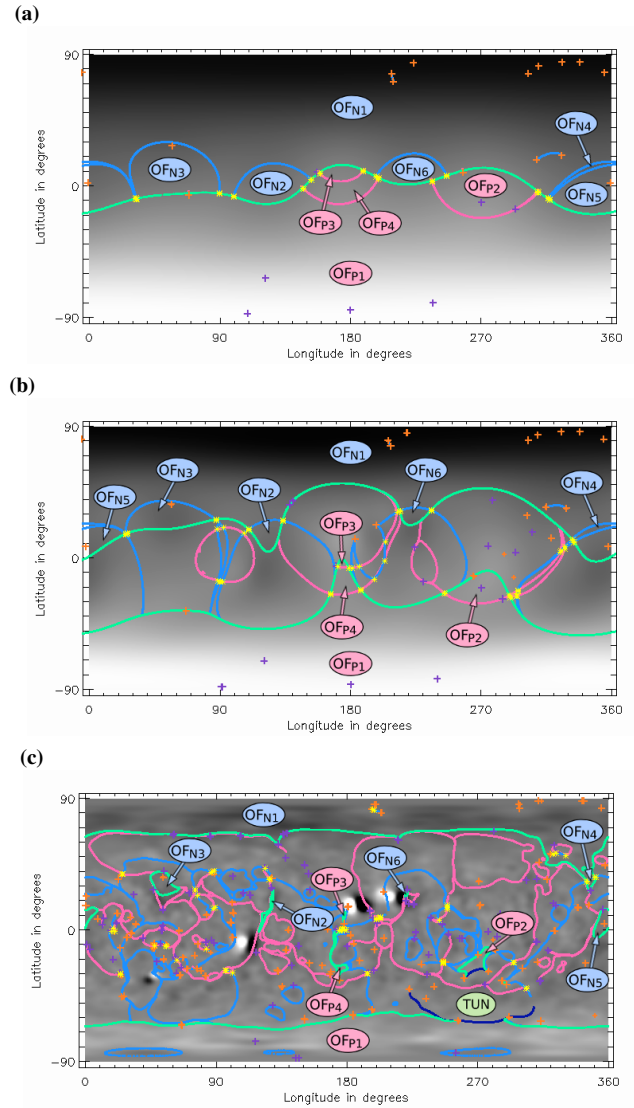 (a)
90
0
-90
Latitude in degrees
OFN1
OFN4
OFN3
OFN2
OFN6
OFP2
OFN5
OFP3
OFP4
OFP1
0
90
180
270
360
Longitude in degrees
(b)
90
0
-90
Latitude in degrees
OFN1
OFN3
OFN6
OFN5
OFN2
OFN4
OFP3
OFP4
OFP2
OFP1
0
90
180
270
360
Longitude in degrees
(c)
90
0
-90
Latitude in degrees
OFN1
OFN3
OFN6
OFN4
OFP3
OFN2
OFP2
OFN5
OFP4
TUN
OFP1
0
90
180
270
360
Longitude in degrees